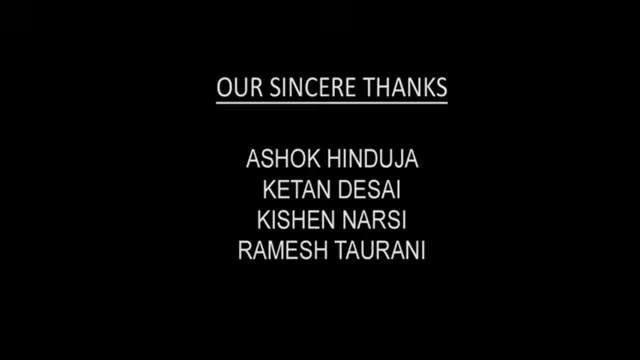 OUR SINCERE THANKS
ASHOK HINDUJA
KETAN DESAI
KISHEN NARSI
RAMESH TAURANI